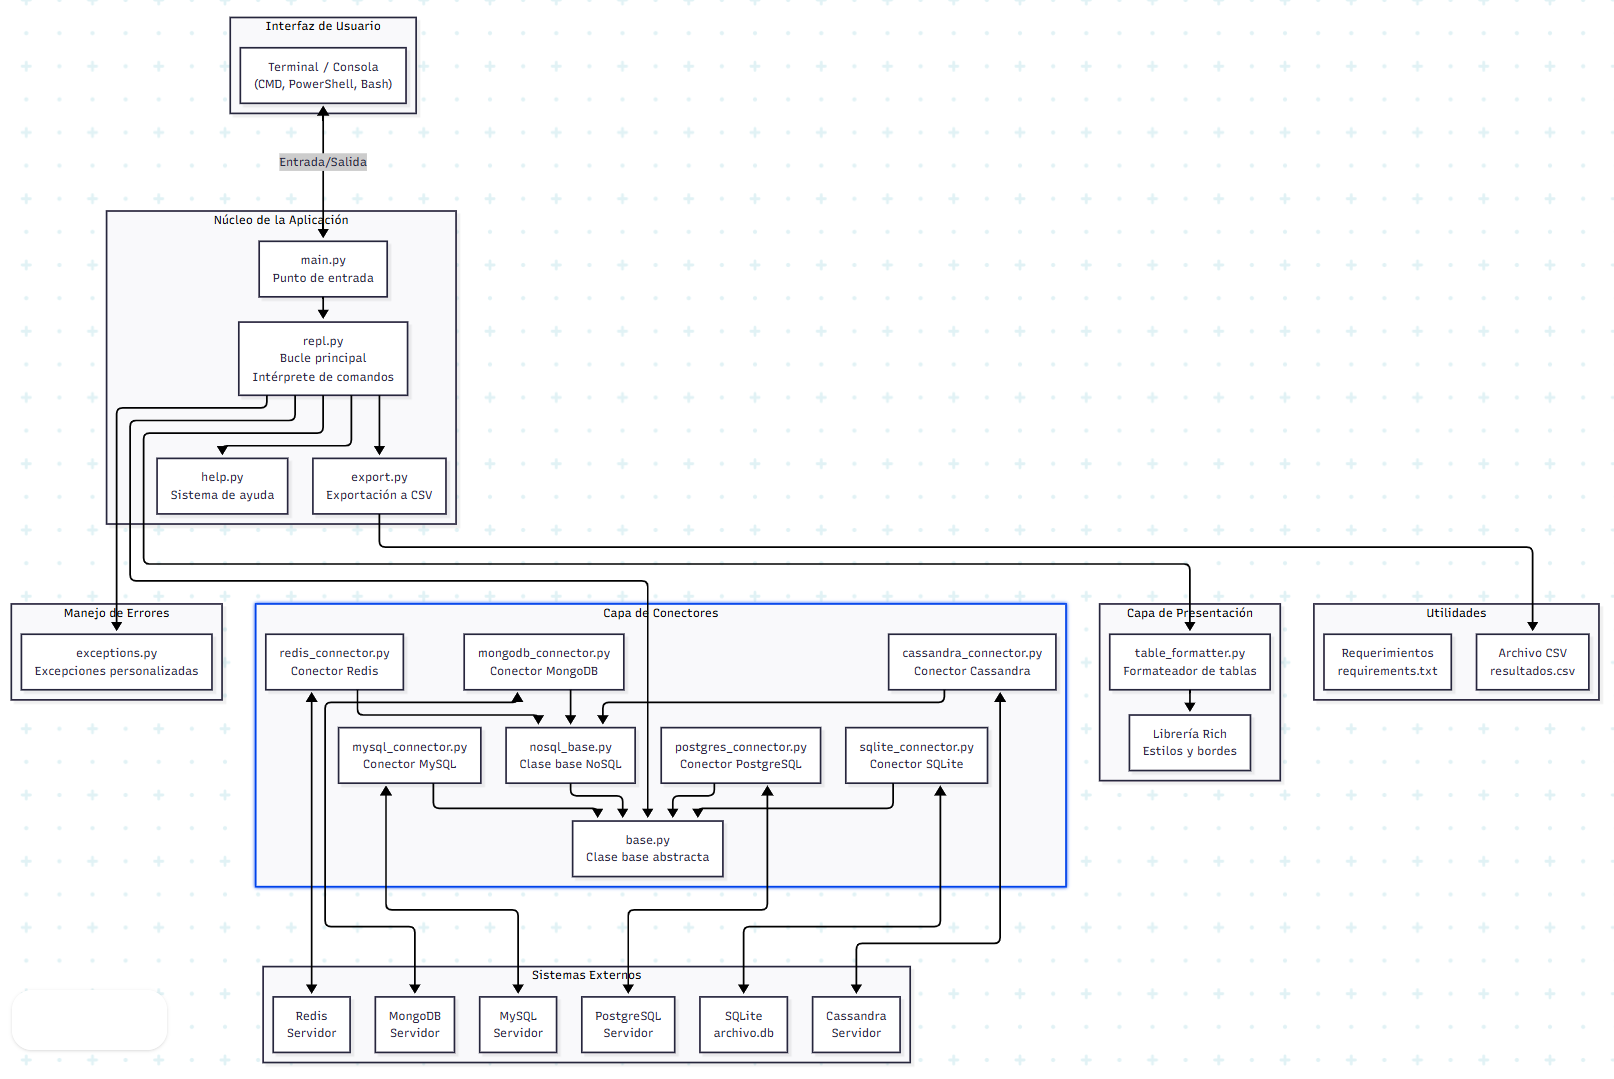 Interfaz de Usuario
Terminal / Consola
(CMD, PowerShell, Bash)
Entrada/Salida
Núcleo de la Aplicación
main.py
Punto de entrada
repl.py
Bucle principal
Intérprete de comandos
help.py
Sistema de ayuda
export.py
Exportación a CSV
Manejo de Errores
exceptions.py
Excepciones personalizadas
Capa de Conectores
redis_connector.py
Conector Redis
mongodb_connector.py
Conector MongoDB
cassandra_connector.py
Conector Cassandra
mysql_connector.py
Conector MySQL
nosql_base.py
Clase base NoSQL
postgres_connector.py
Conector PostgreSQL
sqlite_connector.py
Conector SQLite
base.py
Clase base abstracta
Capa de Presentación
table_formatter.py
Formateador de tablas
Librería Rich
Estilos y bordes
Utilidades
Requerimientos
requirements.txt
Archivo CSV
resultados.csv
Sistemas Externos
Redis
Servidor
MongoDB
Servidor
MySQL
Servidor
PostgreSQL
Servidor
SQLite
archivo.db
Cassandra
Servidor